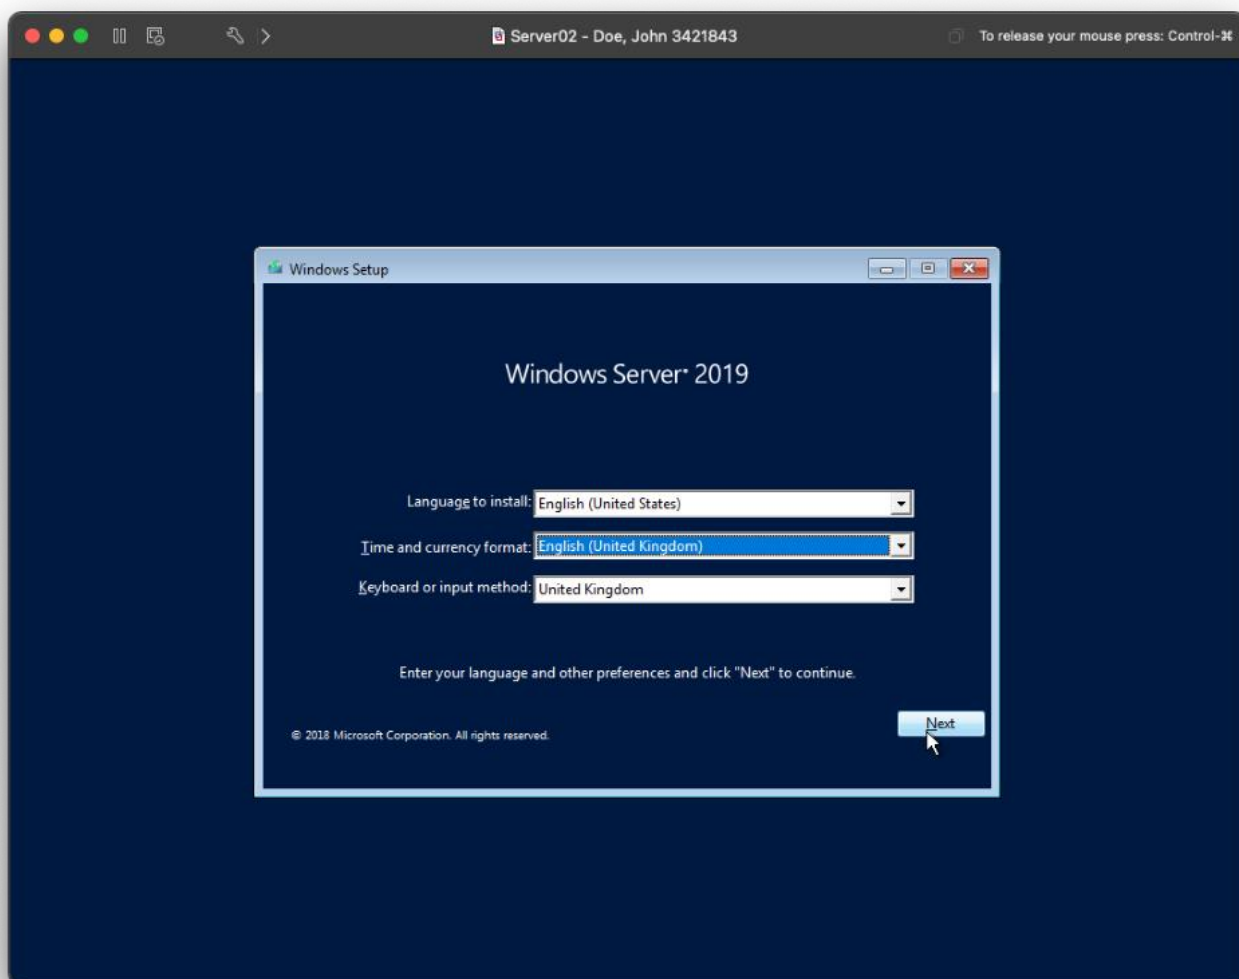 Server02 - Doe, John 3421843
To release your mouse press: Control-⌘
Windows Setup
Windows Server® 2019
Language to install: English (United States)
Time and currency format: English (United Kingdom)
Keyboard or input method: United Kingdom
Enter your language and other preferences and click "Next" to continue.
Next
© 2018 Microsoft Corporation. All rights reserved.